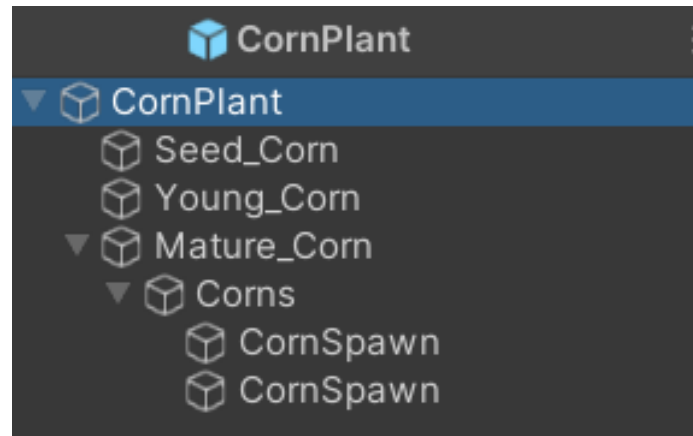 CornPlant
CornPlant
Seed_Corn
Young_Corn
Mature_Corn
Corns
CornSpawn
CornSpawn